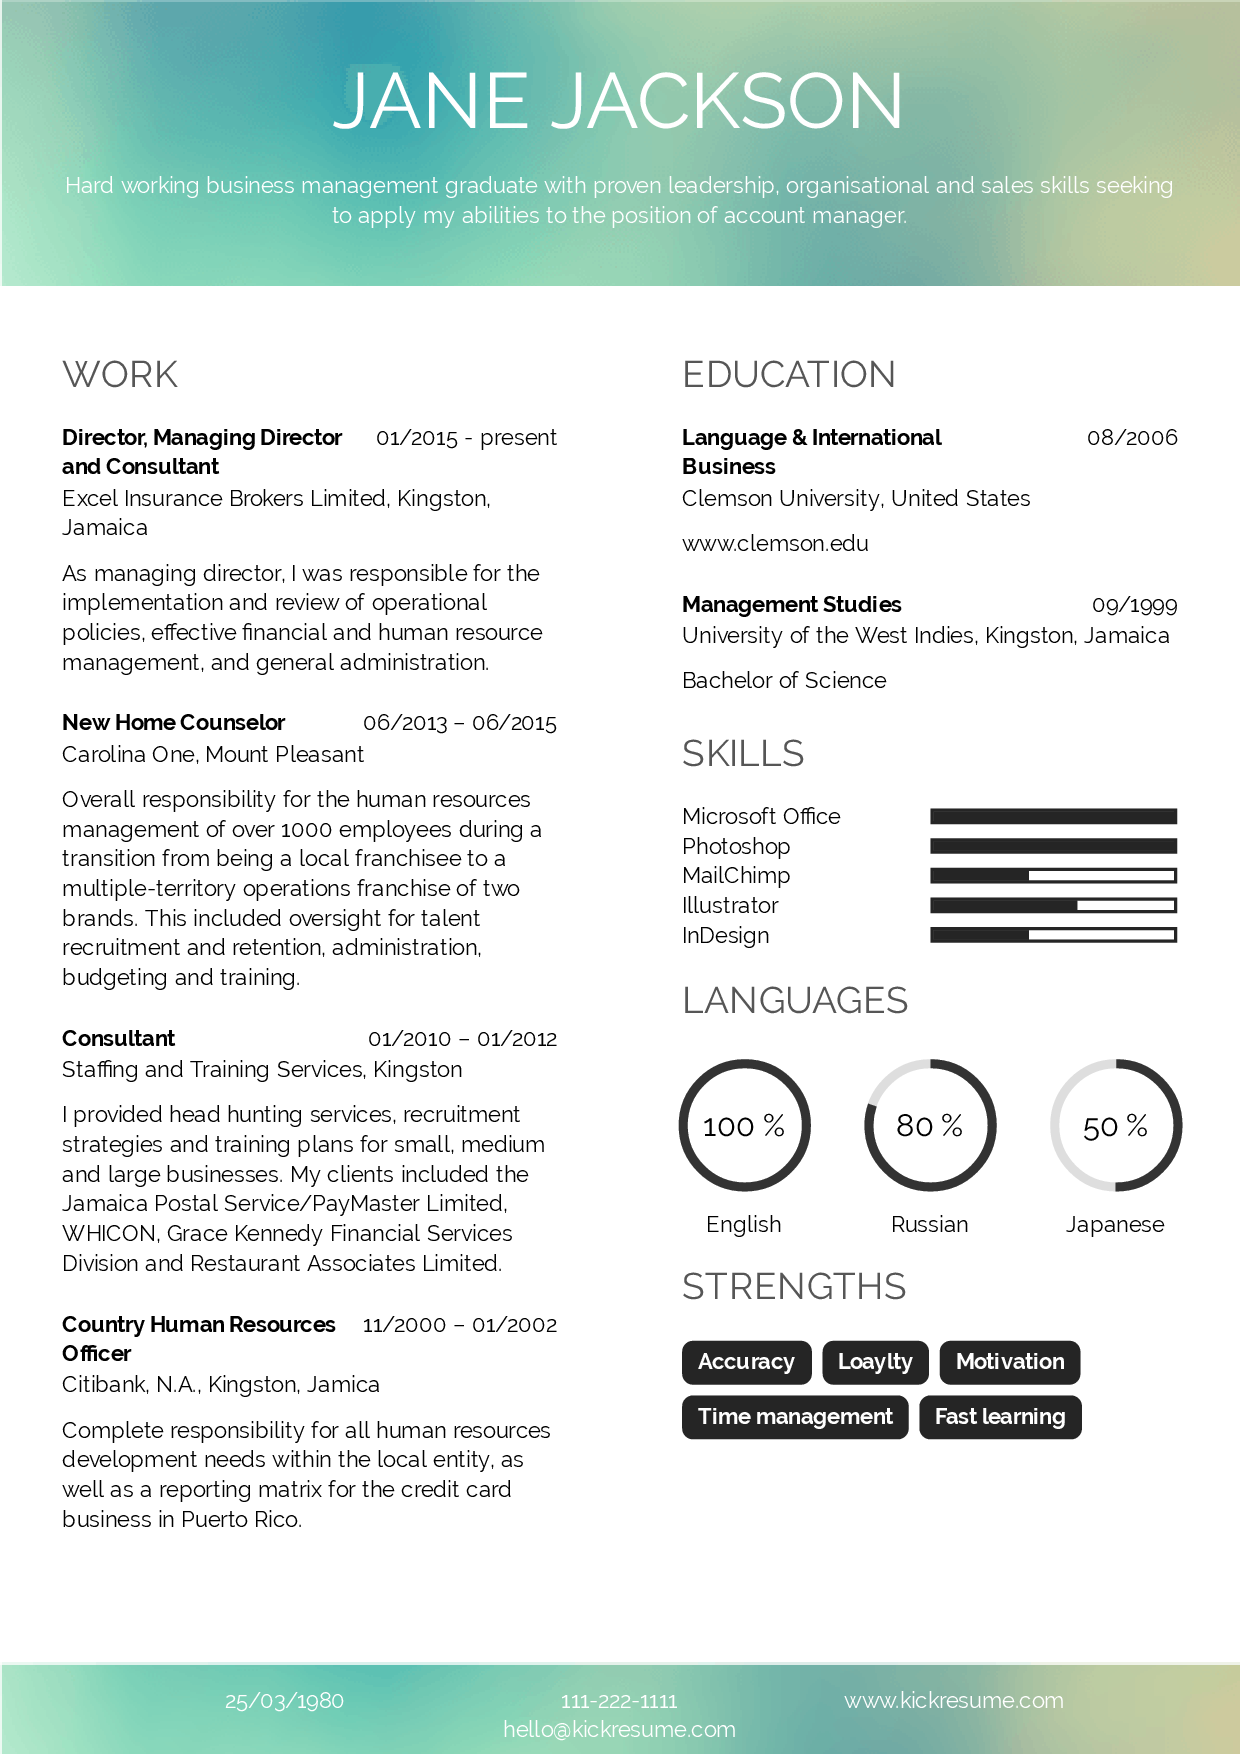 JANE JACKSON
Hard working business management graduate with proven leadership, organisational and sales skills seeking
to apply my abilities to the position of account manager.
WORK
Director, Managing Director 01/2015 - present
and Consultant
Excel Insurance Brokers Limited, Kingston,
Jamaica
As managing director, I was responsible for the
implementation and review of operational
policies, effective financial and human resource
management, and general administration.
New Home Counselor 06/2013 – 06/2015
Carolina One, Mount Pleasant
Overall responsibility for the human resources
management of over 1000 employees during a
transition from being a local franchisee to a
multiple-territory operations franchise of two
brands. This included oversight for talent
recruitment and retention, administration,
budgeting and training.
Consultant 01/2010 – 01/2012
Staffing and Training Services, Kingston
I provided head hunting services, recruitment
strategies and training plans for small, medium
and large businesses. My clients included the
Jamaica Postal Service/PayMaster Limited,
WHICON, Grace Kennedy Financial Services
Division and Restaurant Associates Limited.
Country Human Resources 11/2000 – 01/2002
Officer
Citibank, N.A., Kingston, Jamica
Complete responsibility for all human resources
development needs within the local entity, as
well as a reporting matrix for the credit card
business in Puerto Rico.
EDUCATION
Language & International 08/2006
Business
Clemson University, United States
www.clemson.edu
Management Studies 09/1999
University of the West Indies, Kingston, Jamaica
Bachelor of Science
SKILLS
Microsoft Office
Photoshop
MailChimp
Illustrator
InDesign
LANGUAGES
100 % 80 % 50 %
English Russian Japanese
STRENGTHS
Accuracy Loaylty Motivation
Time management Fast learning
25/03/1980 111-222-1111 www.kickresume.com
hello@kickresume.com